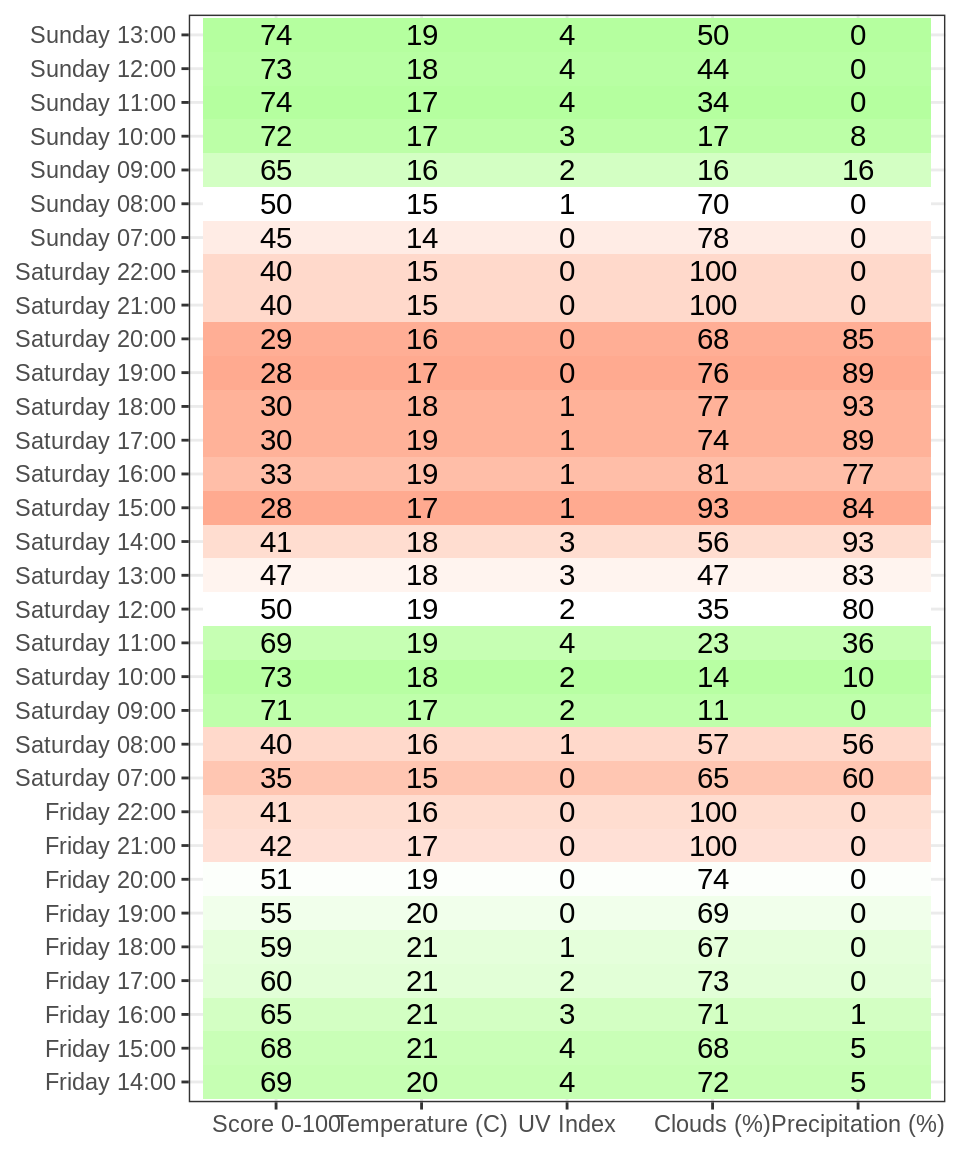 Sunday 13:00 74 19 4 50 0
Sunday 12:00 73 18 4 44 0
Sunday 11:00 74 17 4 34 0
Sunday 10:00 72 17 3 17 8
Sunday 09:00 65 16 2 16 16
Sunday 08:00 50 15 1 70 0
Sunday 07:00 45 14 0 78 0
Saturday 22:00 40 15 0 100 0
Saturday 21:00 40 15 0 100 0
Saturday 20:00 29 16 0 68 85
Saturday 19:00 28 17 0 76 89
Saturday 18:00 30 18 1 77 93
Saturday 17:00 30 19 1 74 89
Saturday 16:00 33 19 1 81 77
Saturday 15:00 28 17 1 93 84
Saturday 14:00 41 18 3 56 93
Saturday 13:00 47 18 3 47 83
Saturday 12:00 50 19 2 35 80
Saturday 11:00 69 19 4 23 36
Saturday 10:00 73 18 2 14 10
Saturday 09:00 71 17 2 11 0
Saturday 08:00 40 16 1 57 56
Saturday 07:00 35 15 0 65 60
Friday 22:00 41 16 0 100 0
Friday 21:00 42 17 0 100 0
Friday 20:00 51 19 0 74 0
Friday 19:00 55 20 0 69 0
Friday 18:00 59 21 1 67 0
Friday 17:00 60 21 2 73 0
Friday 16:00 65 21 3 71 1
Friday 15:00 68 21 4 68 5
Friday 14:00 69 20 4 72 5
Score 0-100 Temperature (C) UV Index Clouds (%) Precipitation (%)